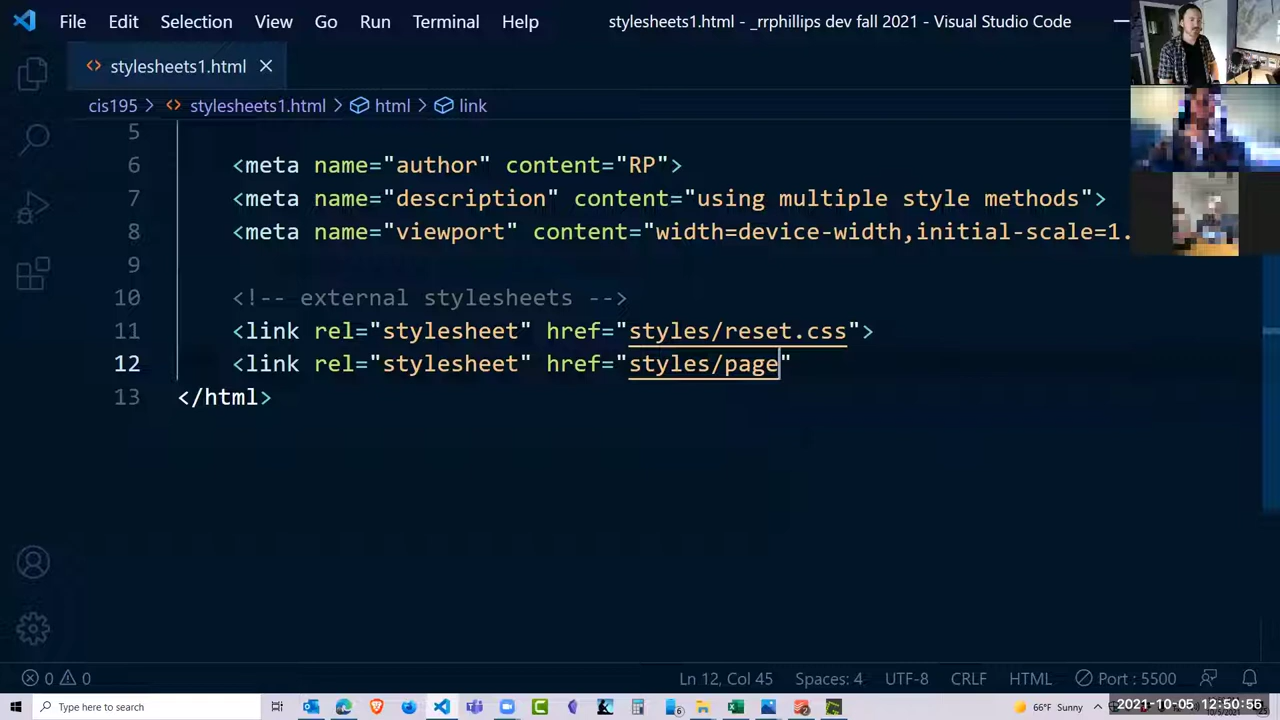 File Edit Selection View Go Run Terminal Help stylesheets1.html - _rrphillips dev fall 2021 - Visual Studio Code
<> stylesheets1.html ×
cis195 > <> stylesheets1.html > html > link
5
6 <meta name="author" content="RP">
7 <meta name="description" content="using multiple style methods">
8 <meta name="viewport" content="width=device-width,initial-scale=1.
9
10 <!-- external stylesheets -->
11 <link rel="stylesheet" href="styles/reset.css">
12 <link rel="stylesheet" href="styles/page"
13 </html>
0 0 Ln 12, Col 45 Spaces: 4 UTF-8 CRLF HTML Port : 5500
Type here to search 66°F Sunny 2021-10-05 12:50:56